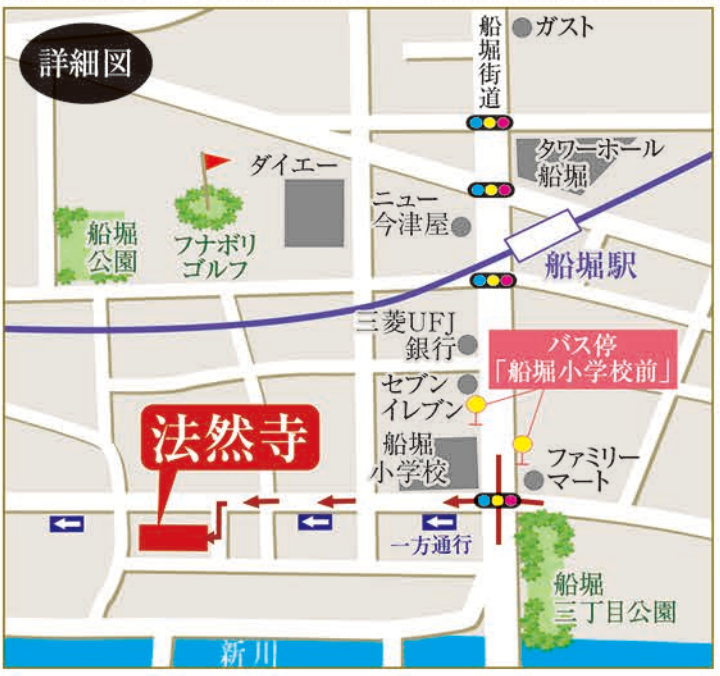 詳細図
船堀街道
ガスト
タワーホール
船堀
ダイエー
ニュー
今津屋
船堀
公園
フナボリ
ゴルフ
船堀駅
三菱UFJ
銀行
バス停
「船堀小学校前」
セブン
イレブン
法然寺
船堀
小学校
ファミリー
マート
一方通行
船堀
三丁目公園
新川